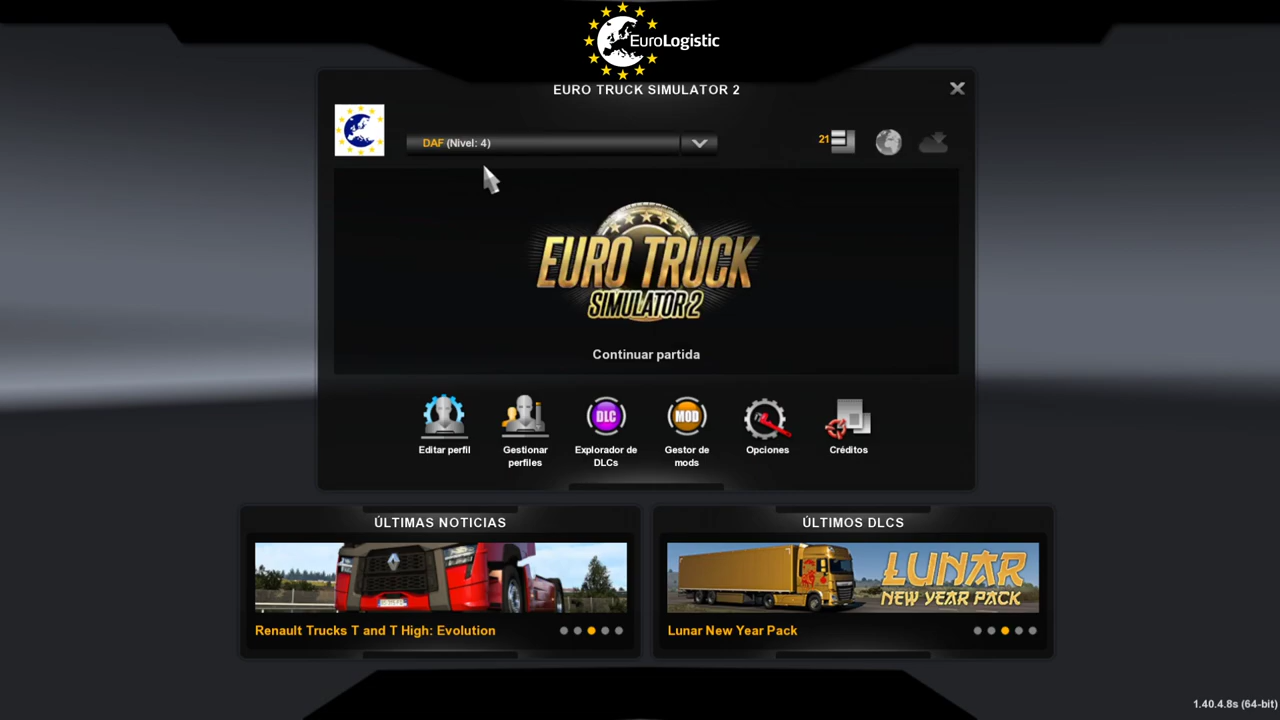 EuroLogistic
EURO TRUCK SIMULATOR 2
DAF (Nivel: 4)
21
EURO TRUCK
SIMULATOR 2
Continuar partida
DLC
MOD
Editar perfil
Gestionar
perfiles
Explorador de
DLCs
Gestor de
mods
Opciones
Créditos
ÚLTIMAS NOTICIAS
Renault Trucks T and T High: Evolution
ÚLTIMOS DLCS
LUNAR
NEW YEAR PACK
Lunar New Year Pack
1.40.4.8s (64-bit)